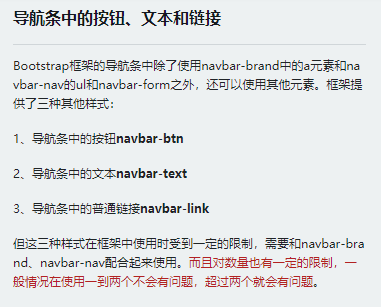 导航条中的按钮、文本和链接
Bootstrap框架的导航条中除了使用navbar-brand中的a元素和na
vbar-nav的ul和navbar-form之外，还可以使用其他元素。框架提
供了三种其他样式：
1、导航条中的按钮navbar-btn
2、导航条中的文本navbar-text
3、导航条中的普通链接navbar-link
但这三种样式在框架中使用时受到一定的限制，需要和navbar-bra
nd、navbar-nav配合起来使用。而且对数量也有一定的限制，一
般情况在使用一到两个不会有问题，超过两个就会有问题。